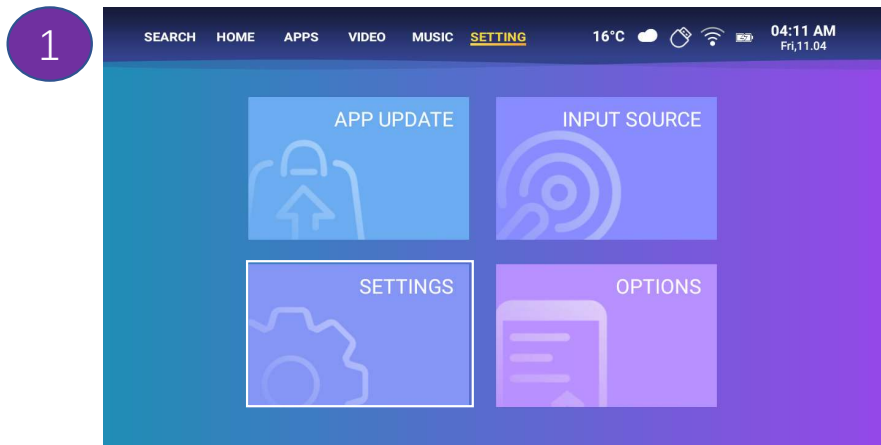 1
SEARCH HOME APPS VIDEO MUSIC SETTING 16°C 04:11 AM
Fri,11.04
APP UPDATE INPUT SOURCE
SETTINGS OPTIONS